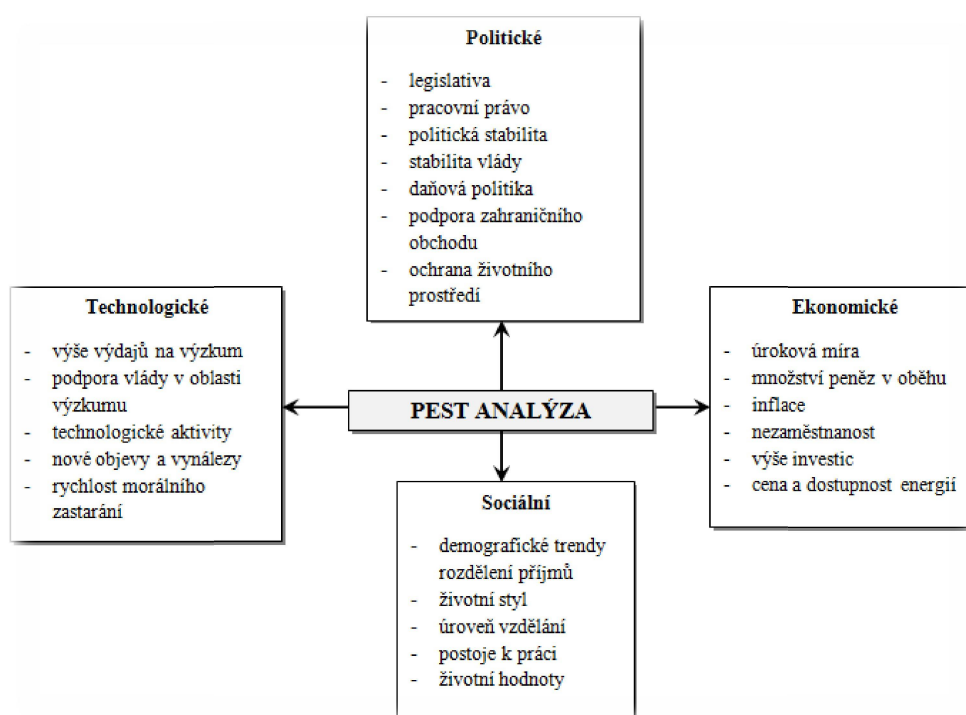 Politické
- legislativa
- pracovní právo
- politická stabilita
- stabilita vlády
- daňová politika
- podpora zahraničního
obchodu
- ochrana životního
prostředí
Technologické
- výše výdajů na výzkum
- podpora vlády v oblasti
výzkumu
- technologické aktivity
- nové objevy a vynálezy
- rychlost morálního
zastarání
PEST ANALÝZA
Ekonomické
- úroková míra
- množství peněz v oběhu
- inflace
- nezaměstnanost
- výše investic
- cena a dostupnost energií
Sociální
- demografické trendy
rozdělení příjmů
- životní styl
- úroveň vzdělání
- postoje k práci
- životní hodnoty